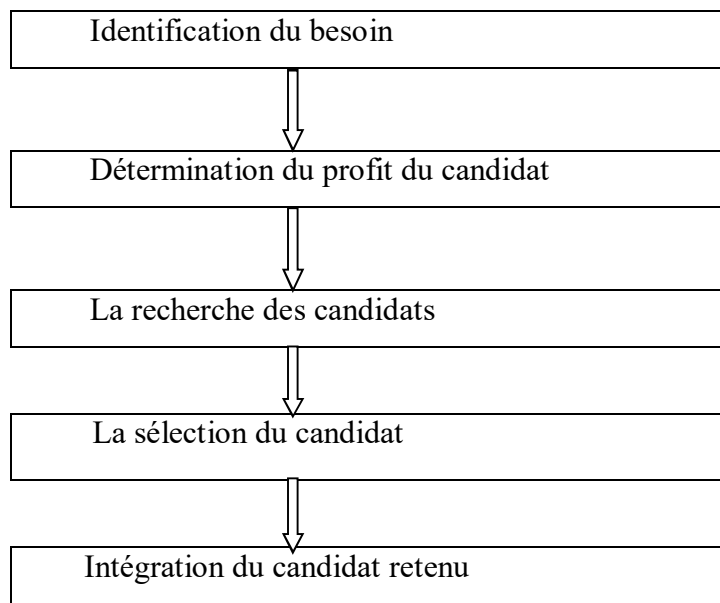 Identification du besoin
Détermination du profit du candidat
La recherche des candidats
La sélection du candidat
Intégration du candidat retenu